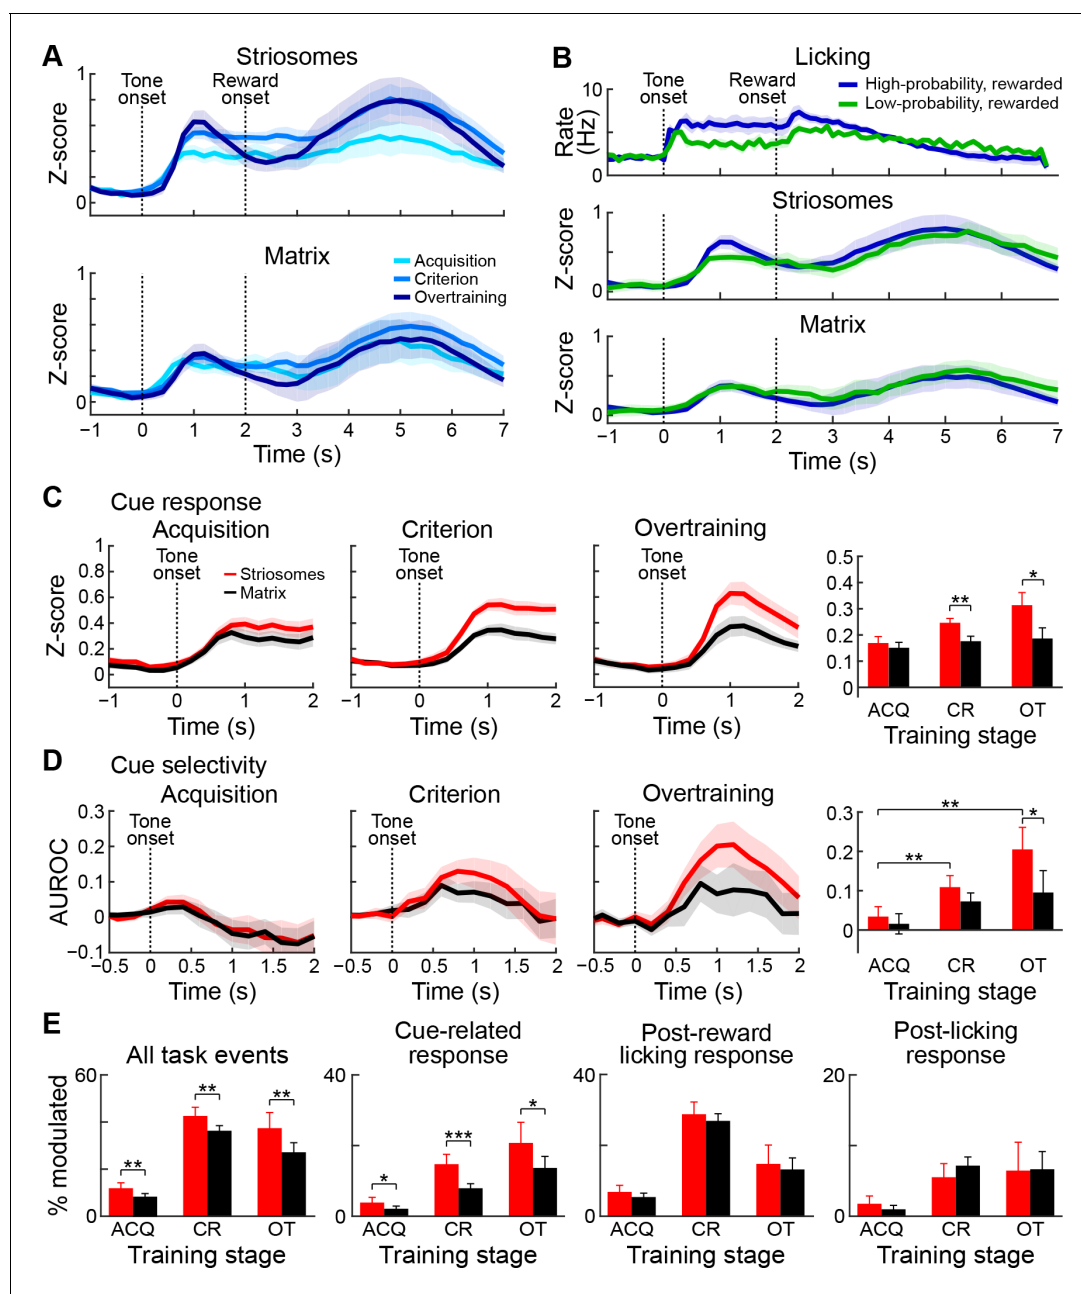 A
Striosomes
Tone onset
Reward onset
Z-score
1
0
Matrix
Acquisition
Criterion
Overtraining
Z-score
1
0
−1 0 1 2 3 4 5 6 7
Time (s)
B
Licking
Tone onset
Reward onset
High-probability, rewarded
Low-probability, rewarded
Rate (Hz)
10
0
Striosomes
Z-score
1
0
Matrix
Z-score
1
0
−1 0 1 2 3 4 5 6 7
Time (s)
C
Cue response
Acquisition
Tone onset
Striosomes
Matrix
Z-score
1
0.8
0.6
0.4
0.2
0
−1 0 1 2
Time (s)
Criterion
Tone onset
−1 0 1 2
Time (s)
Overtraining
Tone onset
−1 0 1 2
Time (s)
0.5
0.4
0.3
0.2
0.1
0
** *
ACQ CR OT
Training stage
D
Cue selectivity
Acquisition
Tone onset
AUROC
0.3
0.2
0.1
0
−0.1
−0.5 0 0.5 1 1.5 2
Time (s)
Criterion
Tone onset
−0.5 0 0.5 1 1.5 2
Time (s)
Overtraining
Tone onset
−0.5 0 0.5 1 1.5 2
Time (s)
0.3
0.2
0.1
0
** ** *
ACQ CR OT
Training stage
E
All task events
% modulated
60
0
** ** **
ACQ CR OT
Training stage
Cue-related response
40
0
* *** *
ACQ CR OT
Training stage
Post-reward licking response
40
0
ACQ CR OT
Training stage
Post-licking response
20
0
ACQ CR OT
Training stage